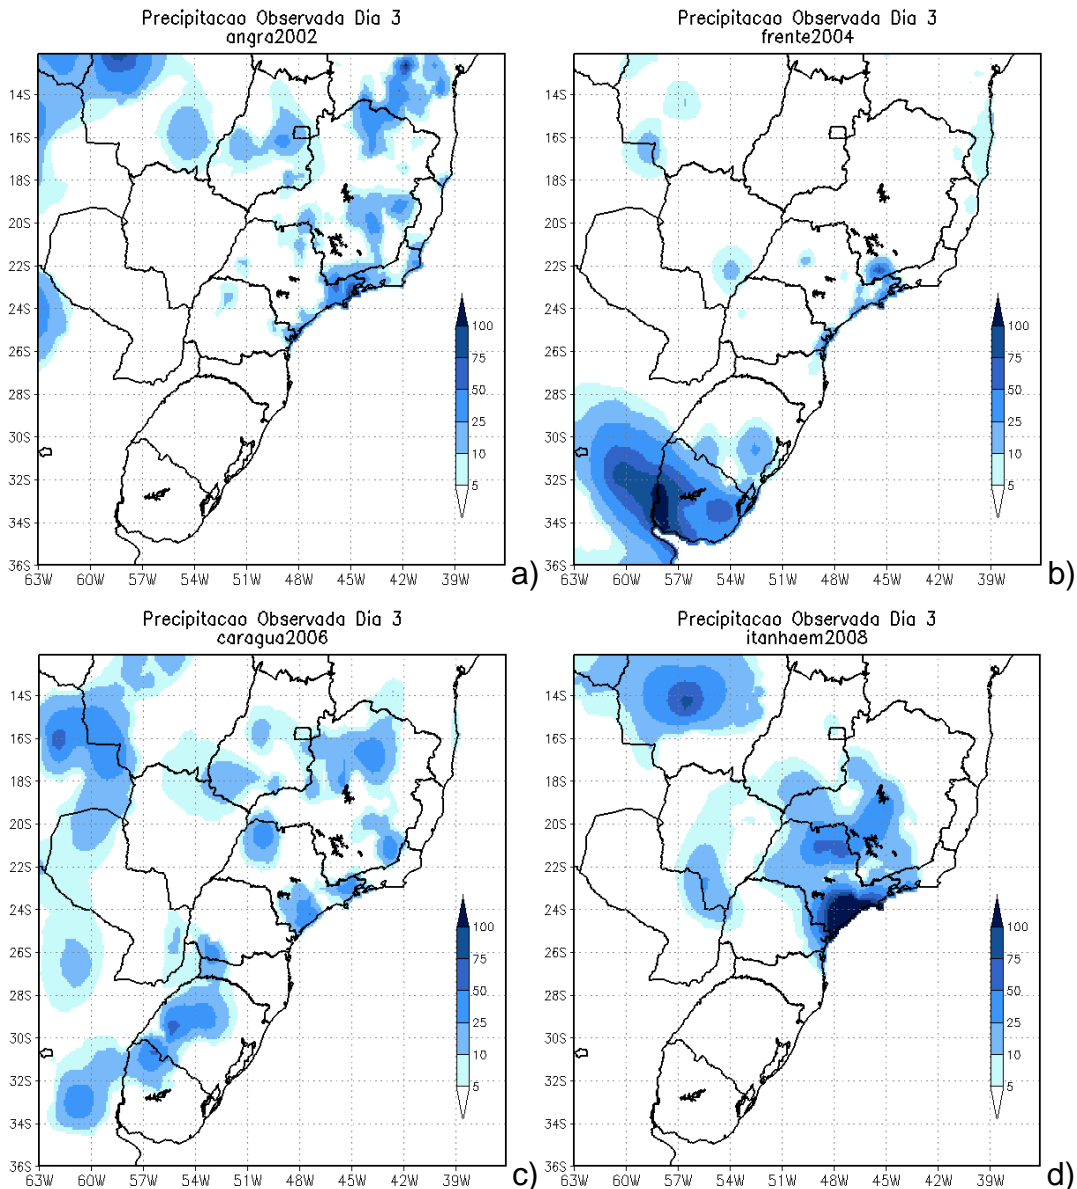 Precipitacao Observada Dia 3
angra2002
14S
16S
18S
20S
22S
24S
26S
28S
30S
32S
34S
36S
63W 60W 57W 54W 51W 48W 45W 42W 39W
100
75
50
25
10
5
a)
Precipitacao Observada Dia 3
frente2004
14S
16S
18S
20S
22S
24S
26S
28S
30S
32S
34S
36S
63W 60W 57W 54W 51W 48W 45W 42W 39W
100
75
50
25
10
5
b)
Precipitacao Observada Dia 3
caragua2006
14S
16S
18S
20S
22S
24S
26S
28S
30S
32S
34S
36S
63W 60W 57W 54W 51W 48W 45W 42W 39W
100
75
50
25
10
5
c)
Precipitacao Observada Dia 3
itanhaem2008
14S
16S
18S
20S
22S
24S
26S
28S
30S
32S
34S
36S
63W 60W 57W 54W 51W 48W 45W 42W 39W
100
75
50
25
10
5
d)